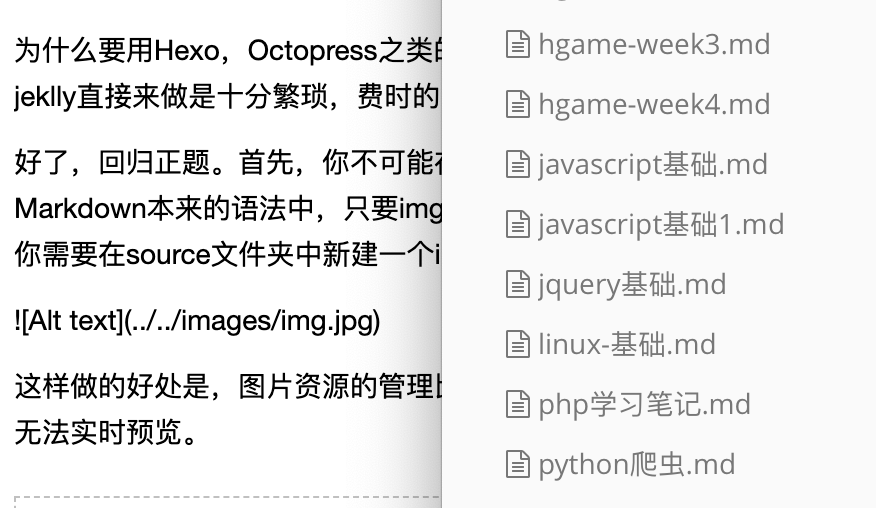 为什么要用Hexo，Octopress之类
jeklly直接来做是十分繁琐，费时的
好了，回归正题。首先，你不可能在
Markdown本来的语法中，只要img
你需要在source文件夹中新建一个i
![Alt text](../../images/img.jpg)
这样做的好处是，图片资源的管理
无法实时预览。
hgame-week3.md
hgame-week4.md
javascript基础.md
javascript基础1.md
jquery基础.md
linux-基础.md
php学习笔记.md
python爬虫.md